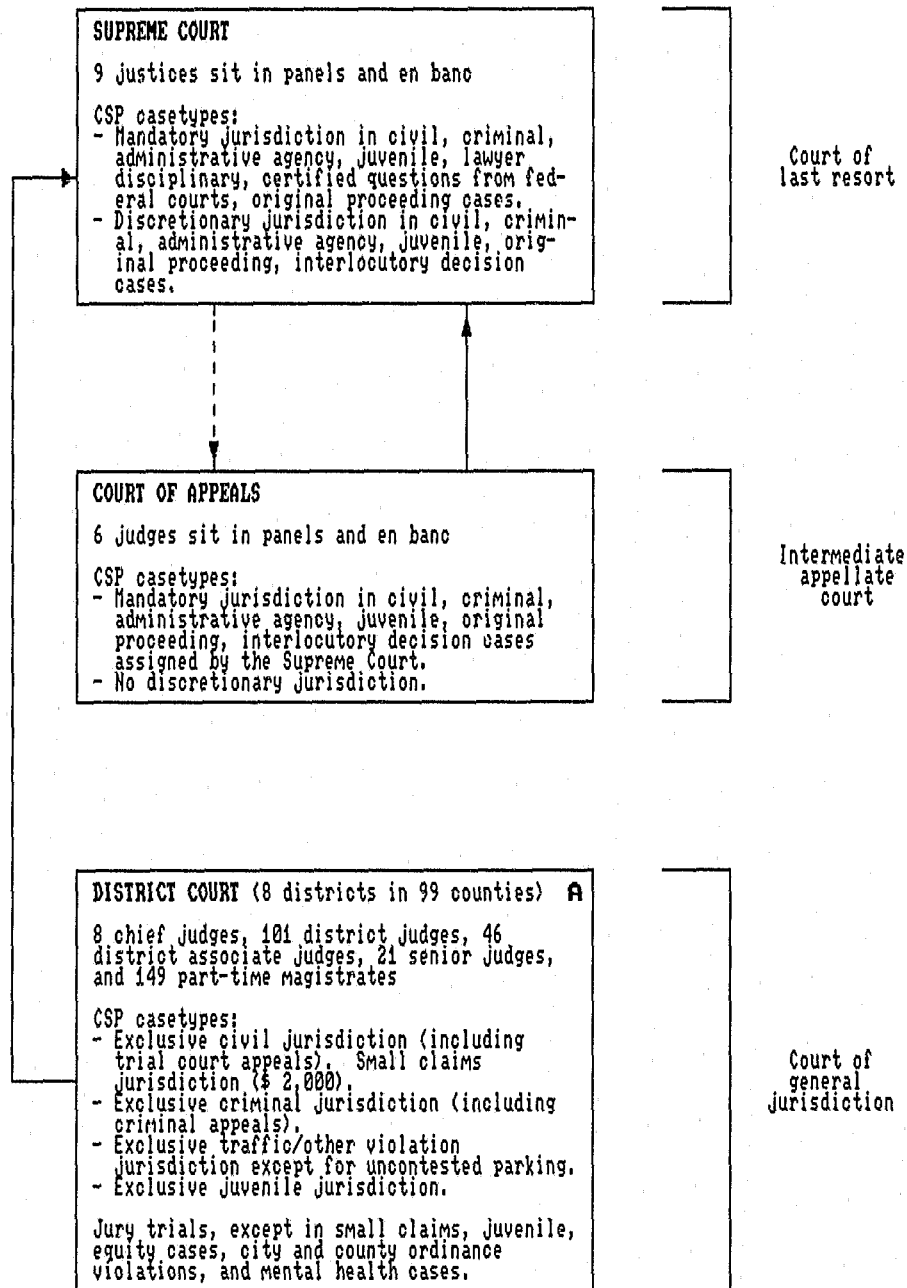 SUPREME COURT
9 justices sit in panels and en banc
CSP casetypes:
- Mandatory jurisdiction in civil, criminal,
administrative agency, juvenile, lawyer
disciplinary, certified questions from fed-
eral courts, original proceeding cases.
- Discretionary jurisdiction in civil, crimin-
al, administrative agency, juvenile, orig-
inal proceeding, interlocutory decision
cases.
Court of
last resort
COURT OF APPEALS
6 judges sit in panels and en banc
CSP casetypes:
- Mandatory jurisdiction in civil, criminal,
administrative agency, juvenile, original
proceeding, interlocutory decision cases
assigned by the Supreme Court.
- No discretionary jurisdiction.
Intermediate
appellate
court
DISTRICT COURT (8 districts in 99 counties) A
8 chief judges, 101 district judges, 46
district associate judges, 21 senior judges,
and 149 part-time magistrates
CSP casetypes:
- Exclusive civil jurisdiction (including
trial court appeals). Small claims
jurisdiction ($ 2,000).
- Exclusive criminal jurisdiction (including
criminal appeals).
- Exclusive traffic/other violation
jurisdiction except for uncontested parking.
- Exclusive juvenile jurisdiction.
Jury trials, except in small claims, juvenile,
equity cases, city and county ordinance
violations, and mental health cases.
Court of
general
jurisdiction